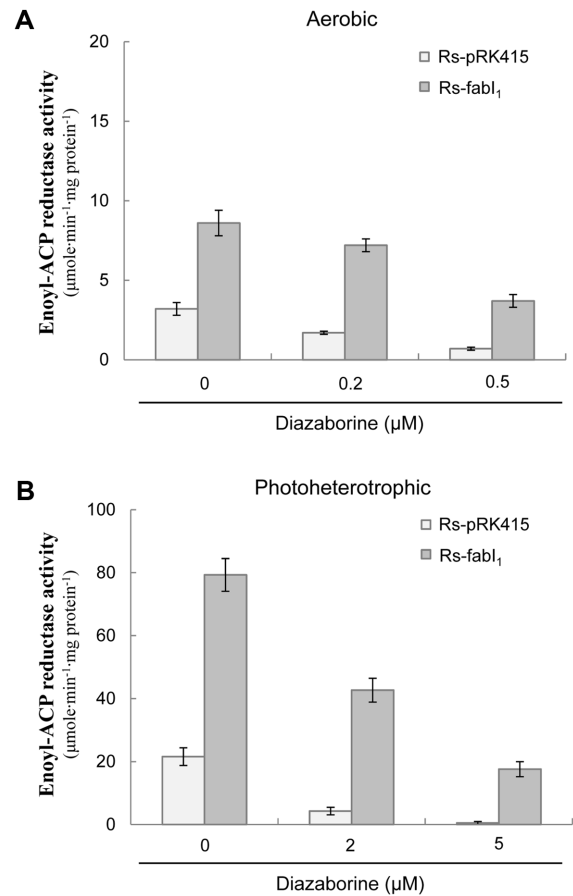 A
Aerobic
20
15
10
5
0
Enoyl-ACP reductase activity
(μmole·min⁻¹·mg protein⁻¹)
Rs-pRK415
Rs-fabI₁
0 0.2 0.5
Diazaborine (μM)
B
Photoheterotrophic
100
80
60
40
20
0
Enoyl-ACP reductase activity
(μmole·min⁻¹·mg protein⁻¹)
Rs-pRK415
Rs-fabI₁
0 2 5
Diazaborine (μM)